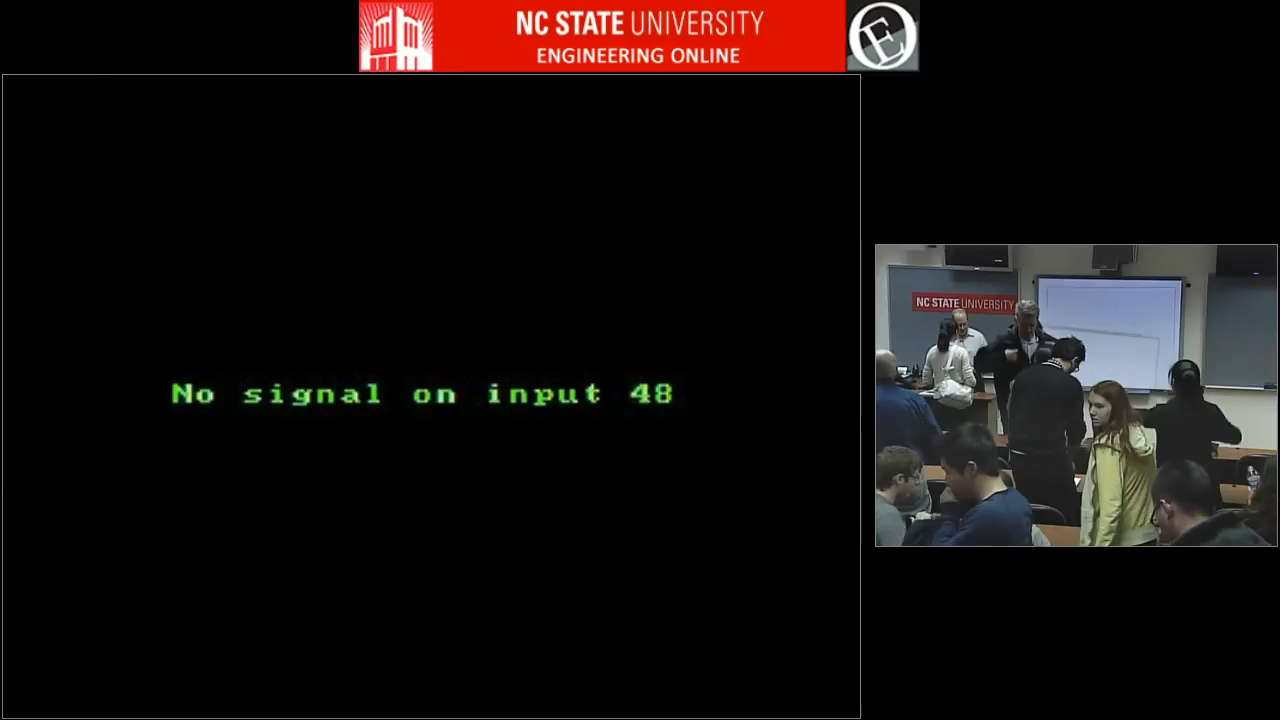 NC STATE UNIVERSITY
ENGINEERING ONLINE
No signal on input 48
NC STATE UNIVERSITY